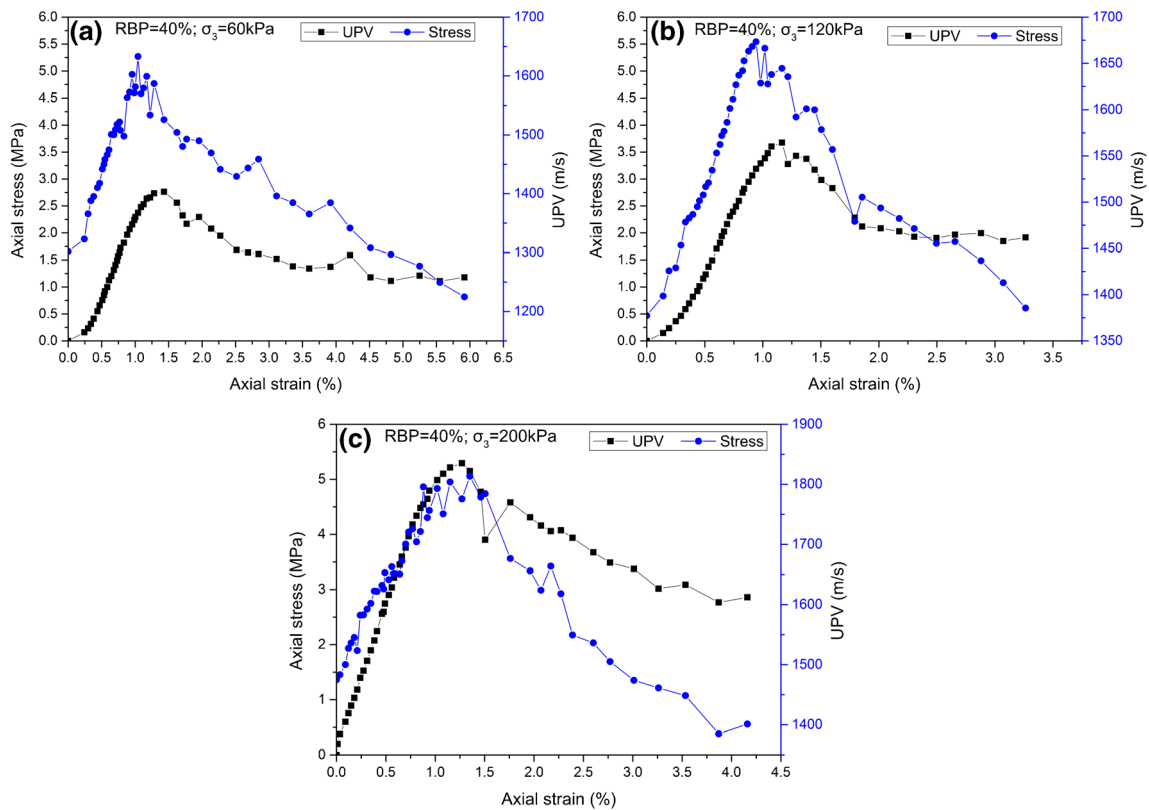 (a) RBP=40%; σ3=60kPa
UPV Stress
6.0
5.5
5.0
4.5
4.0
3.5
3.0
2.5
2.0
1.5
1.0
0.5
0.0
Axial stress (MPa)
0.0 0.5 1.0 1.5 2.0 2.5 3.0 3.5 4.0 4.5 5.0 5.5 6.0 6.5
Axial strain (%)
1700
1600
1500
1400
1300
1200
UPV (m/s)
(b) RBP=40%; σ3=120kPa
UPV Stress
6.0
5.5
5.0
4.5
4.0
3.5
3.0
2.5
2.0
1.5
1.0
0.5
0.0
Axial stress (MPa)
0.0 0.5 1.0 1.5 2.0 2.5 3.0 3.5
Axial strain (%)
1700
1650
1600
1550
1500
1450
1400
1350
UPV (m/s)
(c) RBP=40%; σ3=200kPa
UPV Stress
6
5
4
3
2
1
0
Axial stress (MPa)
0.0 0.5 1.0 1.5 2.0 2.5 3.0 3.5 4.0 4.5
Axial strain (%)
1900
1800
1700
1600
1500
1400
UPV (m/s)